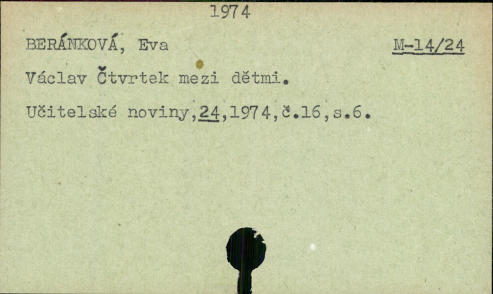 1974
BERÁNKOVÁ, Eva M-14/24
Václav Čtvrtek mezi dětmi.
Učitelské noviny,24,1974,č.16,s.6.